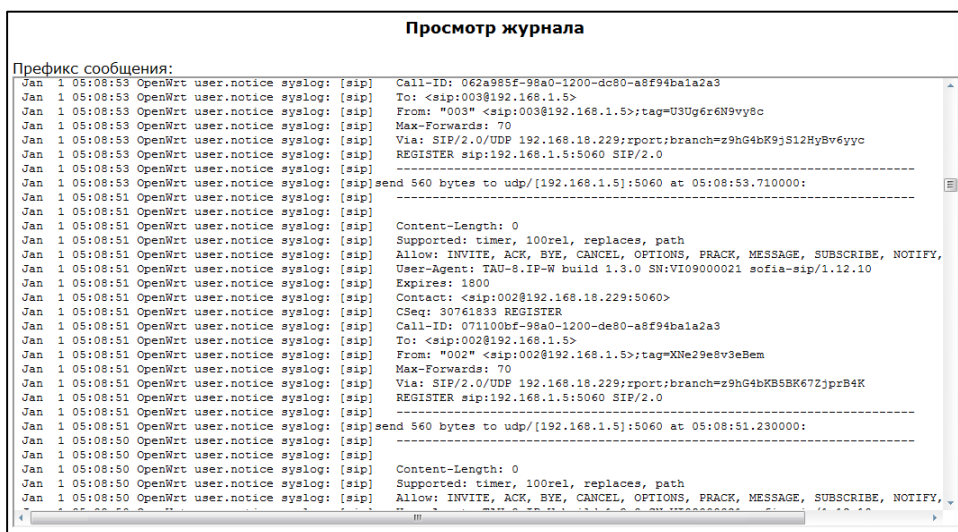 Просмотр журнала
Префикс сообщения:
Jan 1 05:08:53 OpenWrt user.notice syslog: [sip] Call-ID: 062a985f-98a0-1200-dc80-a8f94ba1a2a3
Jan 1 05:08:53 OpenWrt user.notice syslog: [sip] To: <sip:003@192.168.1.5>
Jan 1 05:08:53 OpenWrt user.notice syslog: [sip] From: "003" <sip:003@192.168.1.5>;tag=U3Ug6r6N9vy8c
Jan 1 05:08:53 OpenWrt user.notice syslog: [sip] Max-Forwards: 70
Jan 1 05:08:53 OpenWrt user.notice syslog: [sip] Via: SIP/2.0/UDP 192.168.18.229;rport;branch=z9hG4bK9jS12HyBv6yyc
Jan 1 05:08:53 OpenWrt user.notice syslog: [sip] REGISTER sip:192.168.1.5:5060 SIP/2.0
Jan 1 05:08:53 OpenWrt user.notice syslog: [sip] ------------------------------------------------------------------------
Jan 1 05:08:53 OpenWrt user.notice syslog: [sip]send 560 bytes to udp/[192.168.1.5]:5060 at 05:08:53.710000:
Jan 1 05:08:51 OpenWrt user.notice syslog: [sip] ------------------------------------------------------------------------
Jan 1 05:08:51 OpenWrt user.notice syslog: [sip]
Jan 1 05:08:51 OpenWrt user.notice syslog: [sip] Content-Length: 0
Jan 1 05:08:51 OpenWrt user.notice syslog: [sip] Supported: timer, 100rel, replaces, path
Jan 1 05:08:51 OpenWrt user.notice syslog: [sip] Allow: INVITE, ACK, BYE, CANCEL, OPTIONS, PRACK, MESSAGE, SUBSCRIBE, NOTIFY,
Jan 1 05:08:51 OpenWrt user.notice syslog: [sip] User-Agent: TAU-8.IP-W build 1.3.0 SN:VI09000021 sofia-sip/1.12.10
Jan 1 05:08:51 OpenWrt user.notice syslog: [sip] Expires: 1800
Jan 1 05:08:51 OpenWrt user.notice syslog: [sip] Contact: <sip:002@192.168.18.229:5060>
Jan 1 05:08:51 OpenWrt user.notice syslog: [sip] CSeq: 30761833 REGISTER
Jan 1 05:08:51 OpenWrt user.notice syslog: [sip] Call-ID: 071100bf-98a0-1200-de80-a8f94ba1a2a3
Jan 1 05:08:51 OpenWrt user.notice syslog: [sip] To: <sip:002@192.168.1.5>
Jan 1 05:08:51 OpenWrt user.notice syslog: [sip] From: "002" <sip:002@192.168.1.5>;tag=XNe29e8v3eBem
Jan 1 05:08:51 OpenWrt user.notice syslog: [sip] Max-Forwards: 70
Jan 1 05:08:51 OpenWrt user.notice syslog: [sip] Via: SIP/2.0/UDP 192.168.18.229;rport;branch=z9hG4bKB5BK67ZjprB4K
Jan 1 05:08:51 OpenWrt user.notice syslog: [sip] REGISTER sip:192.168.1.5:5060 SIP/2.0
Jan 1 05:08:51 OpenWrt user.notice syslog: [sip] ------------------------------------------------------------------------
Jan 1 05:08:51 OpenWrt user.notice syslog: [sip]send 560 bytes to udp/[192.168.1.5]:5060 at 05:08:51.230000:
Jan 1 05:08:50 OpenWrt user.notice syslog: [sip] ------------------------------------------------------------------------
Jan 1 05:08:50 OpenWrt user.notice syslog: [sip]
Jan 1 05:08:50 OpenWrt user.notice syslog: [sip] Content-Length: 0
Jan 1 05:08:50 OpenWrt user.notice syslog: [sip] Supported: timer, 100rel, replaces, path
Jan 1 05:08:50 OpenWrt user.notice syslog: [sip] Allow: INVITE, ACK, BYE, CANCEL, OPTIONS, PRACK, MESSAGE, SUBSCRIBE, NOTIFY,